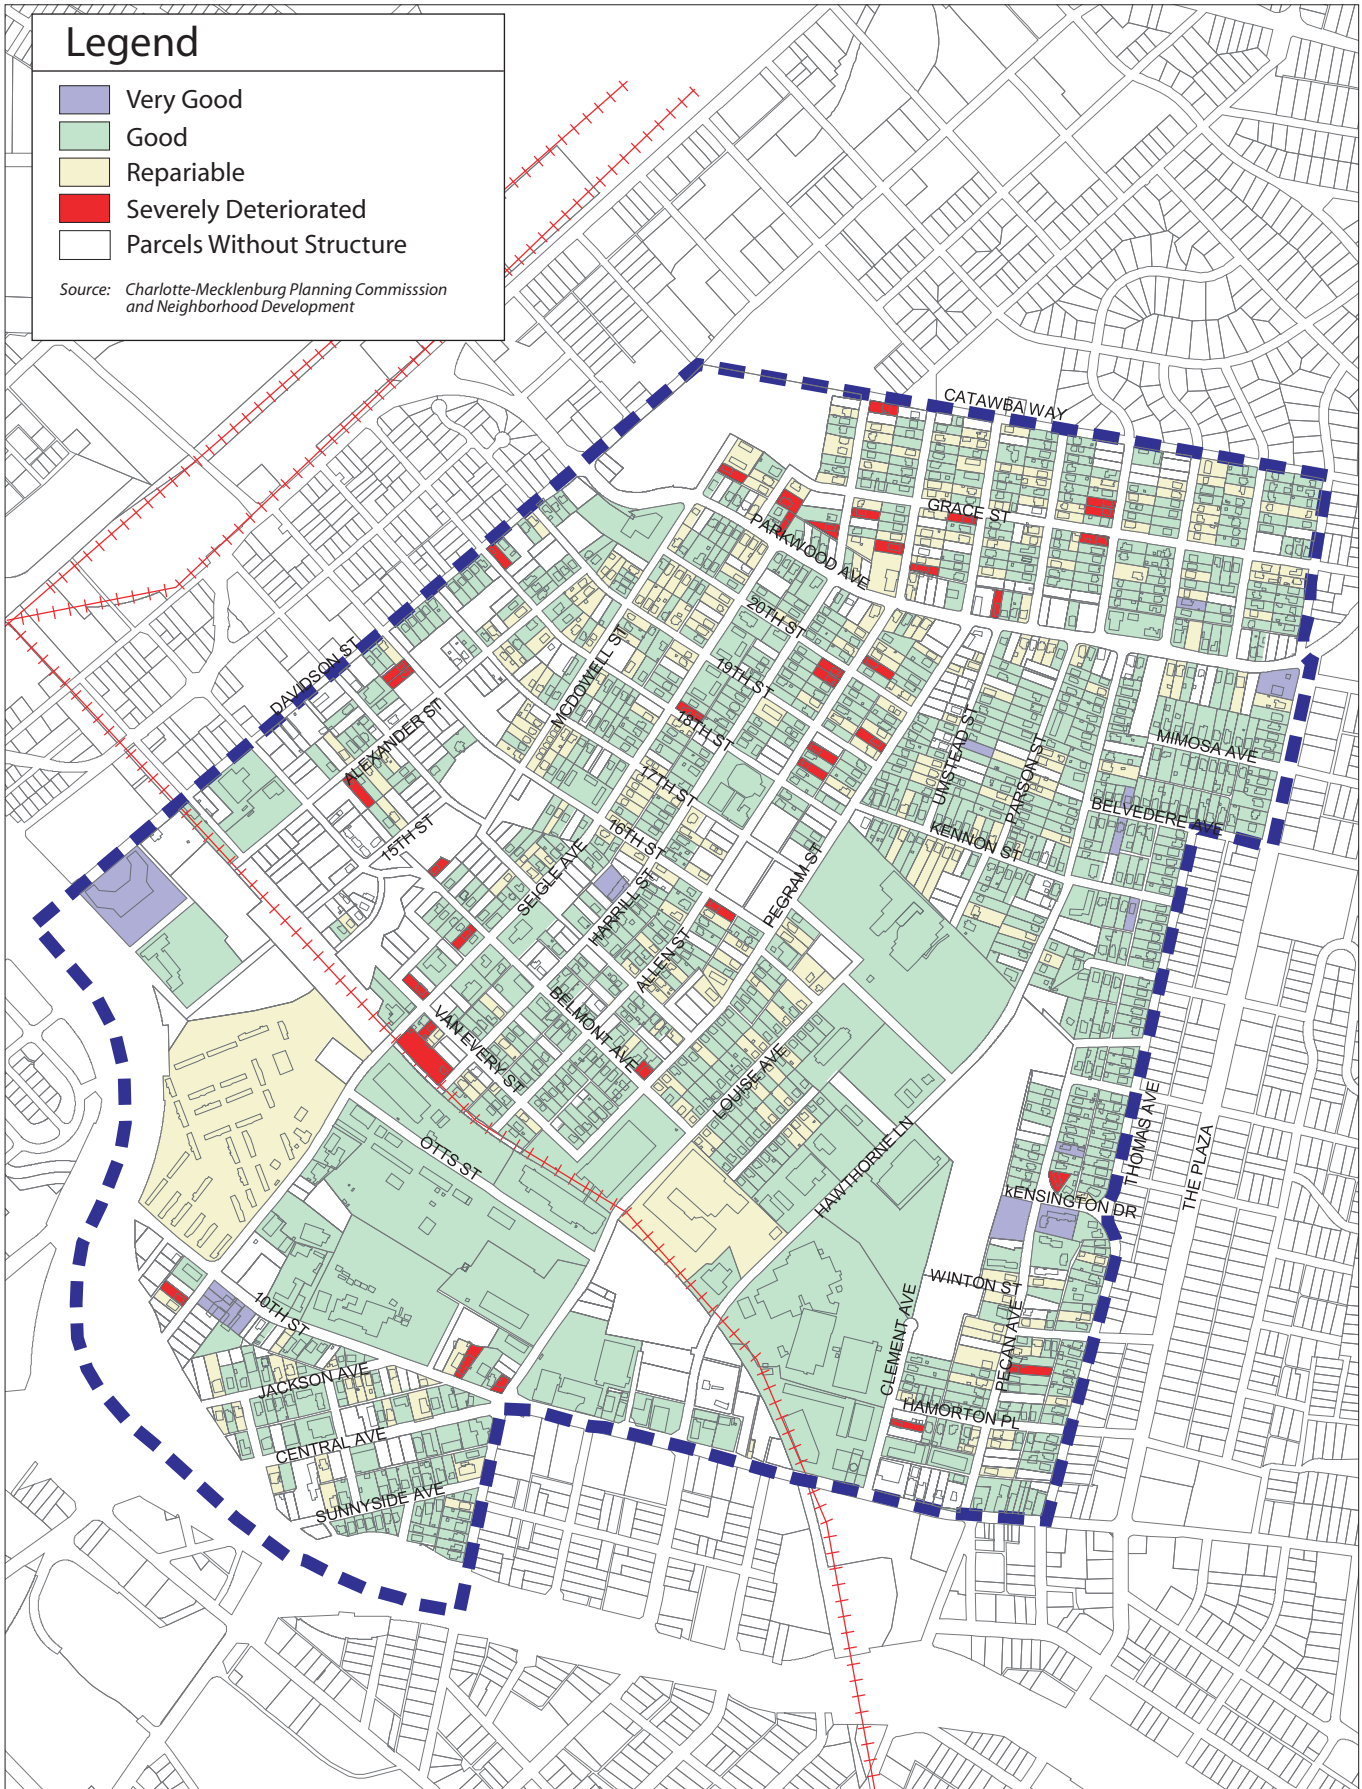 Legend
Very Good
Good
Repariable
Severely Deteriorated
Parcels Without Structure
Source: Charlotte-Mecklenburg Planning Commisssion
and Neighborhood Development
CATAWBA WAY
GRACE ST
PARKWOOD AVE
20TH ST
19TH ST
18TH ST
17TH ST
16TH ST
MCDOWELL ST
DAVIDSON ST
ALEXANDER ST
15TH ST
SEIGLE AVE
HARRILL ST
ALLEN ST
PEGRAM ST
UMSTEAD ST
PARSON ST
MIMOSA AVE
BELVEDERE AVE
KENNON ST
BELMONT AVE
VAN EVERY ST
LOUISE AVE
OTTS ST
HAWTHORNE LN
THOMAS AVE
THE PLAZA
KENSINGTON DR
WINTON ST
CLEMENT AVE
PECAN AVE
HAMORTON PL
10TH ST
JACKSON AVE
CENTRAL AVE
SUNNYSIDE AVE